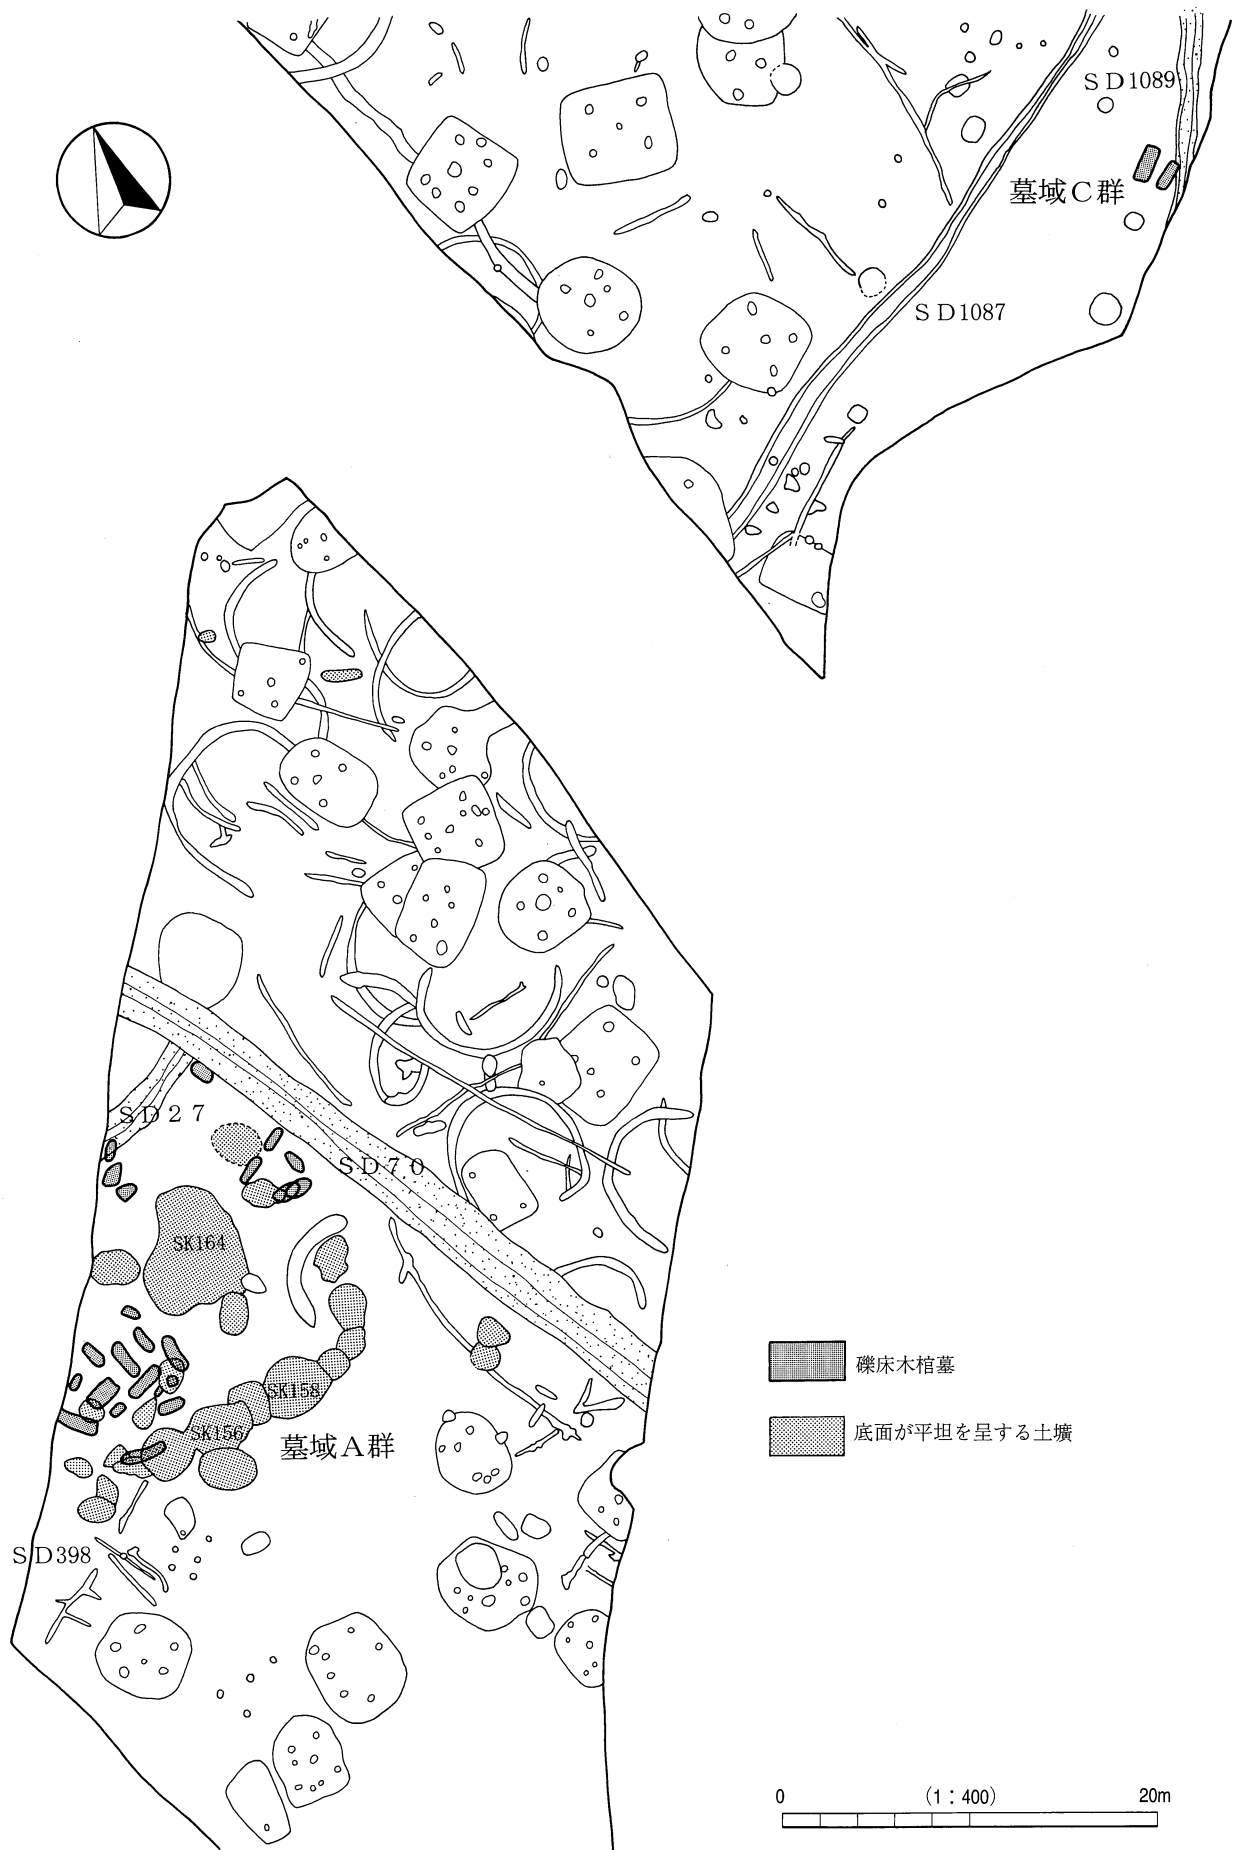 ＳＤ1089
墓域Ｃ群
ＳＤ1087
ＳＤ２７
ＳＤ７０
SK164
SK158
SK156
墓域Ａ群
ＳＤ398
礫床木棺墓
底面が平坦を呈する土壙
0 (1：400) 20m